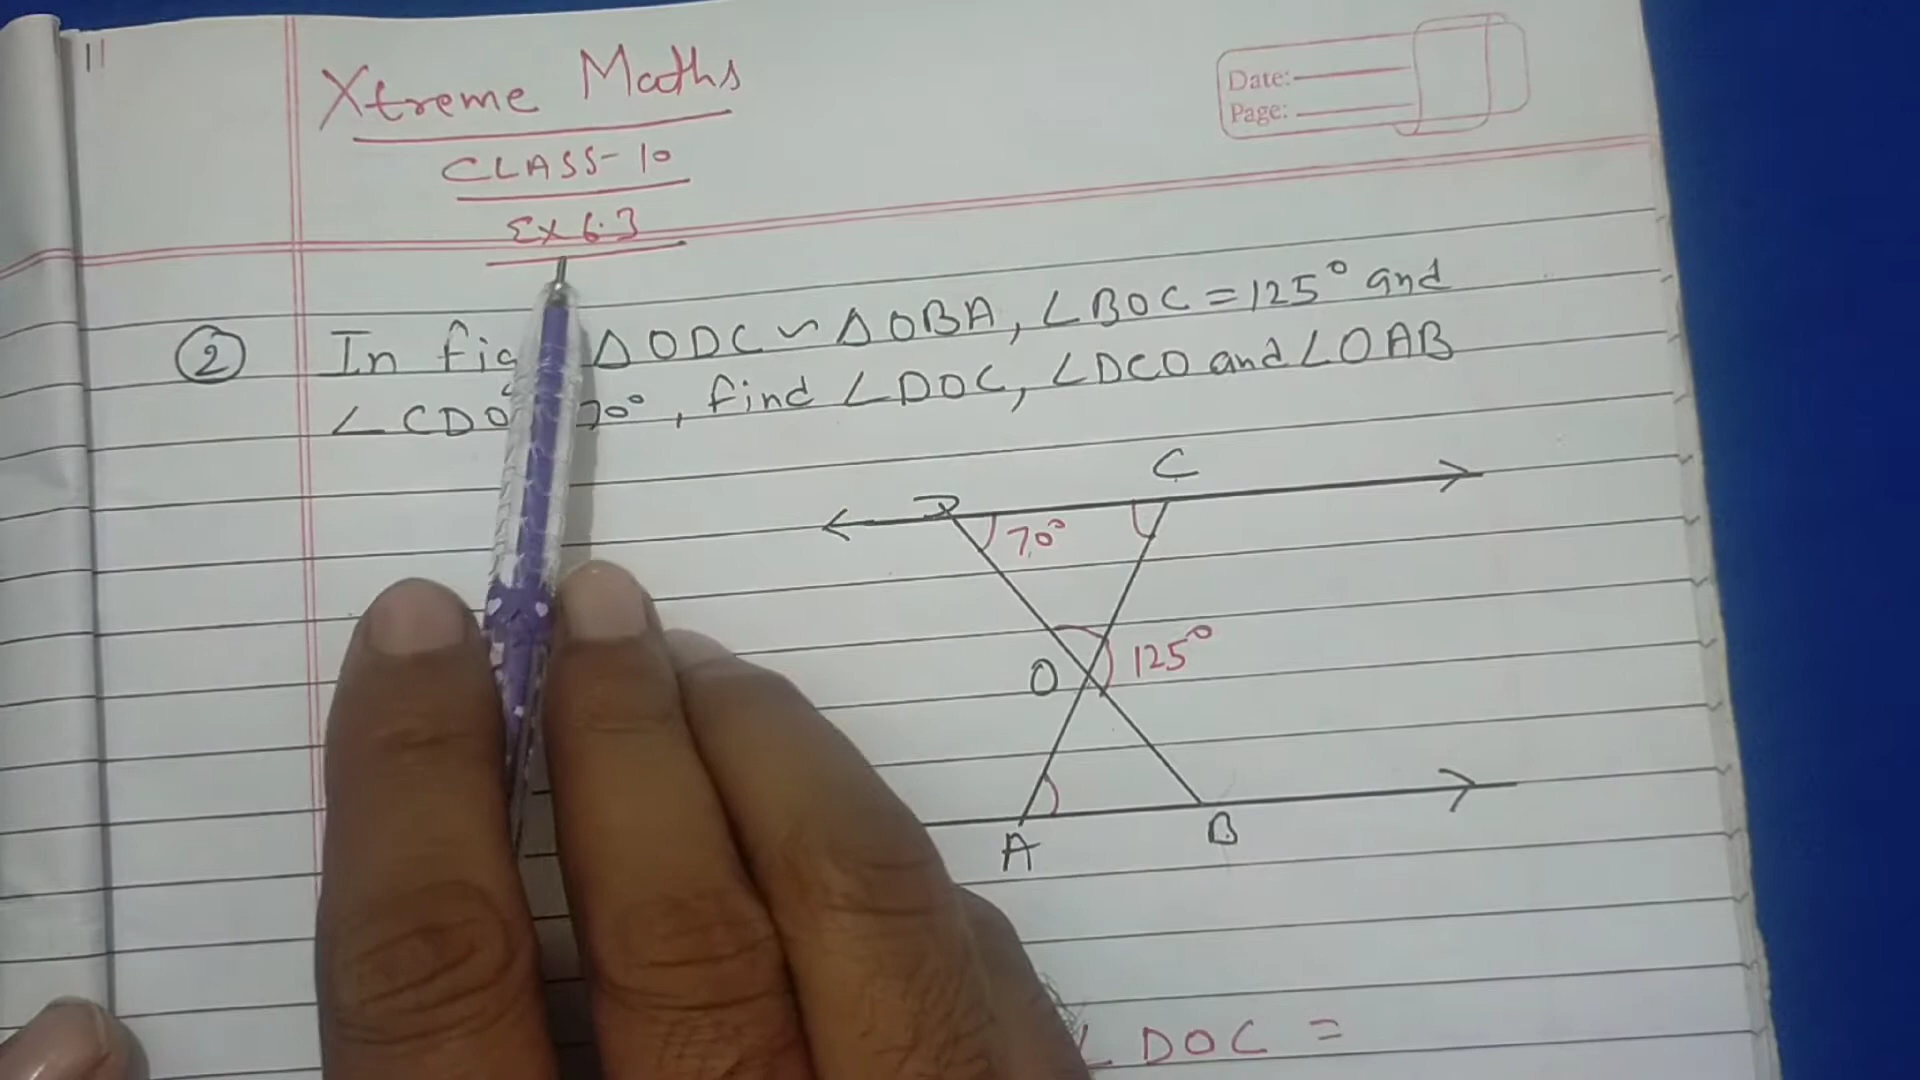 Xtreme Maths
Date:
Page:
CLASS-10
Ex 6.3
② In fig ΔODC ~ ΔOBA, ∠BOC = 125° and
∠CDO 70°, find ∠DOC, ∠DCO and ∠OAB
C
D
70°
O
125°
A
B
∠DOC =